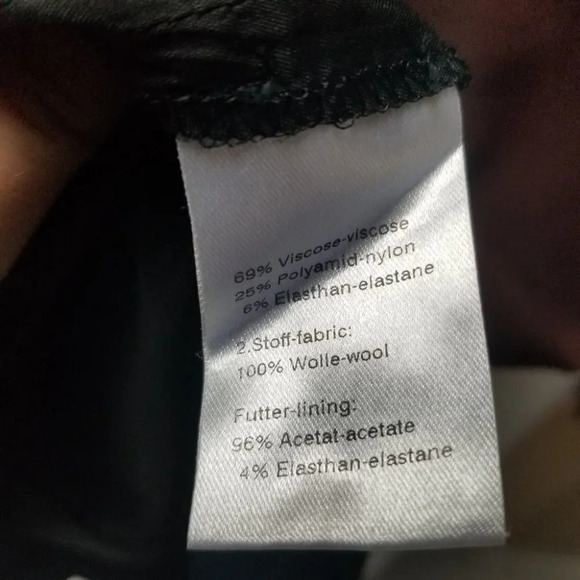 69% Viscose-viscose
25% Polyamid-nylon
6% Elasthan-elastane
2.Stoff-fabric:
100% Wolle-wool
Futter-lining:
96% Acetat-acetate
4% Elasthan-elastane